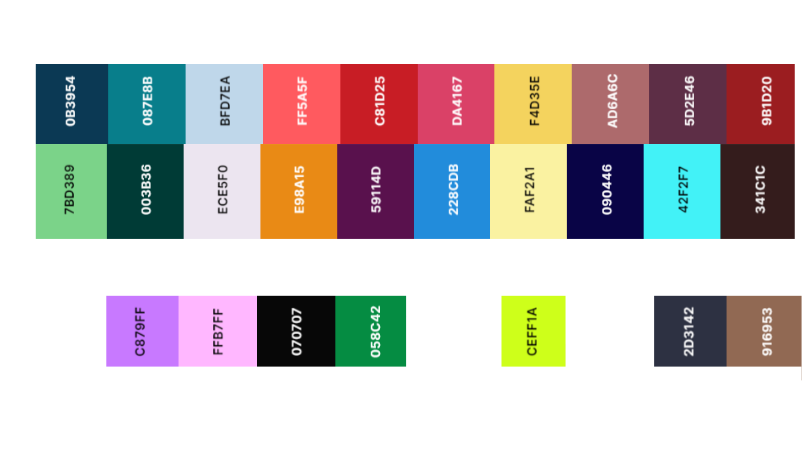 0B3954
087E8B
BFD7EA
FF5A5F
C81D25
DA4167
F4D35E
AD6A6C
5D2E46
9B1D20
7BD389
003B36
ECE5F0
E98A15
59114D
228CDB
FAF2A1
090446
42F2F7
341C1C
C879FF
FFB7FF
070707
058C42
CEFF1A
2D3142
916953